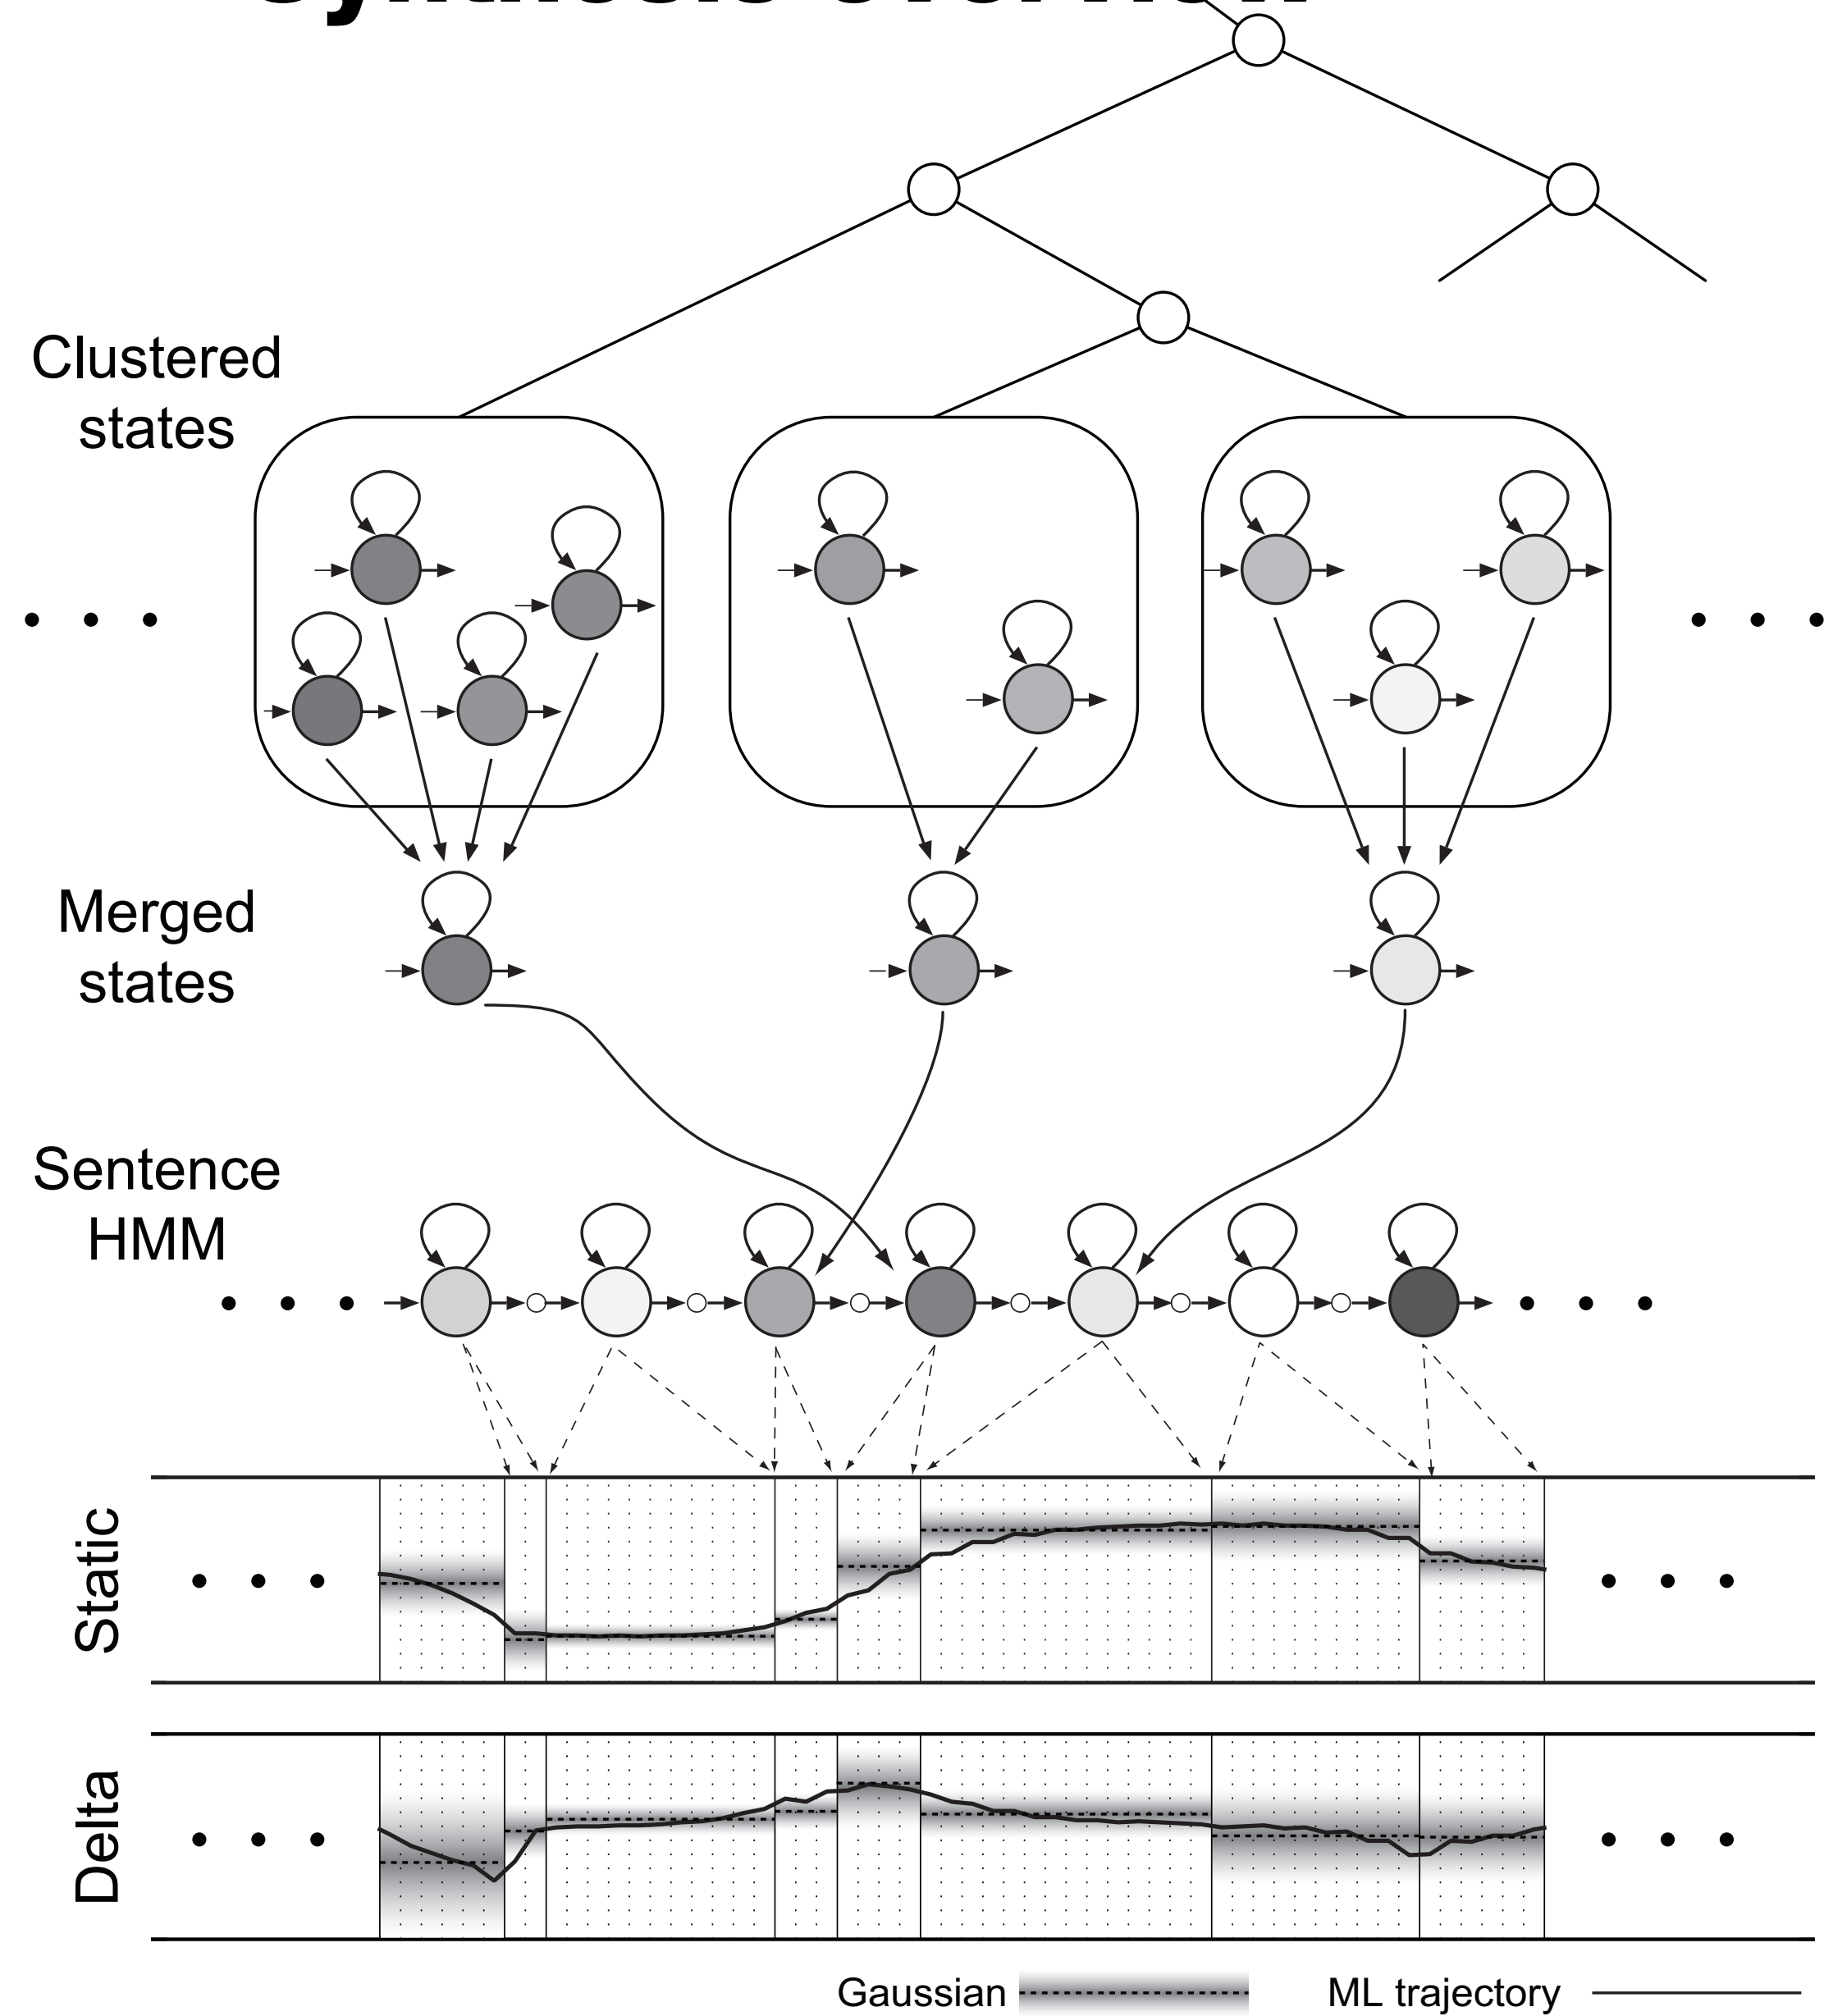 Clustered
states
Merged
states
Sentence
HMM
Static
Delta
Gaussian
ML trajectory